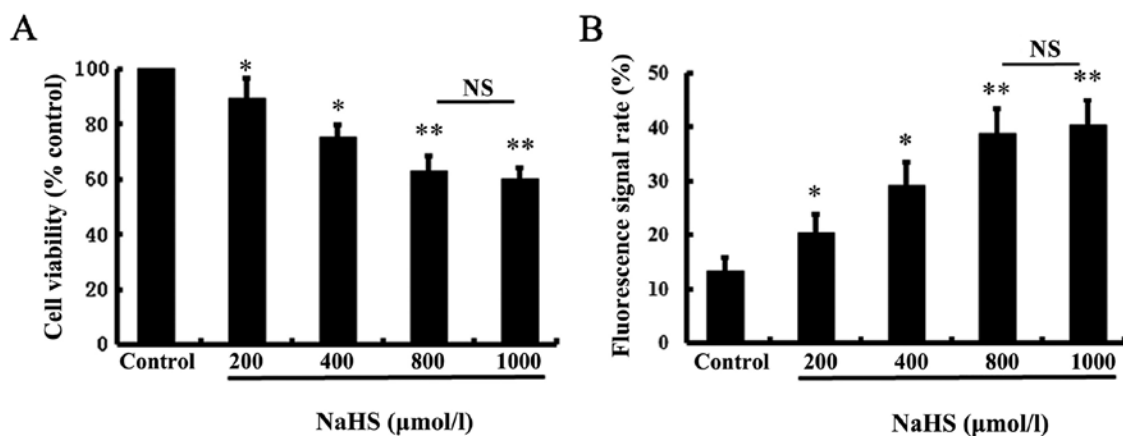 A
Cell viability (% control)
100
80
60
40
20
0
*
*
**
**
NS
Control
200
400
800
1000
NaHS (μmol/l)
B
Fluorescence signal rate (%)
50
40
30
20
10
0
*
*
**
**
NS
Control
200
400
800
1000
NaHS (μmol/l)